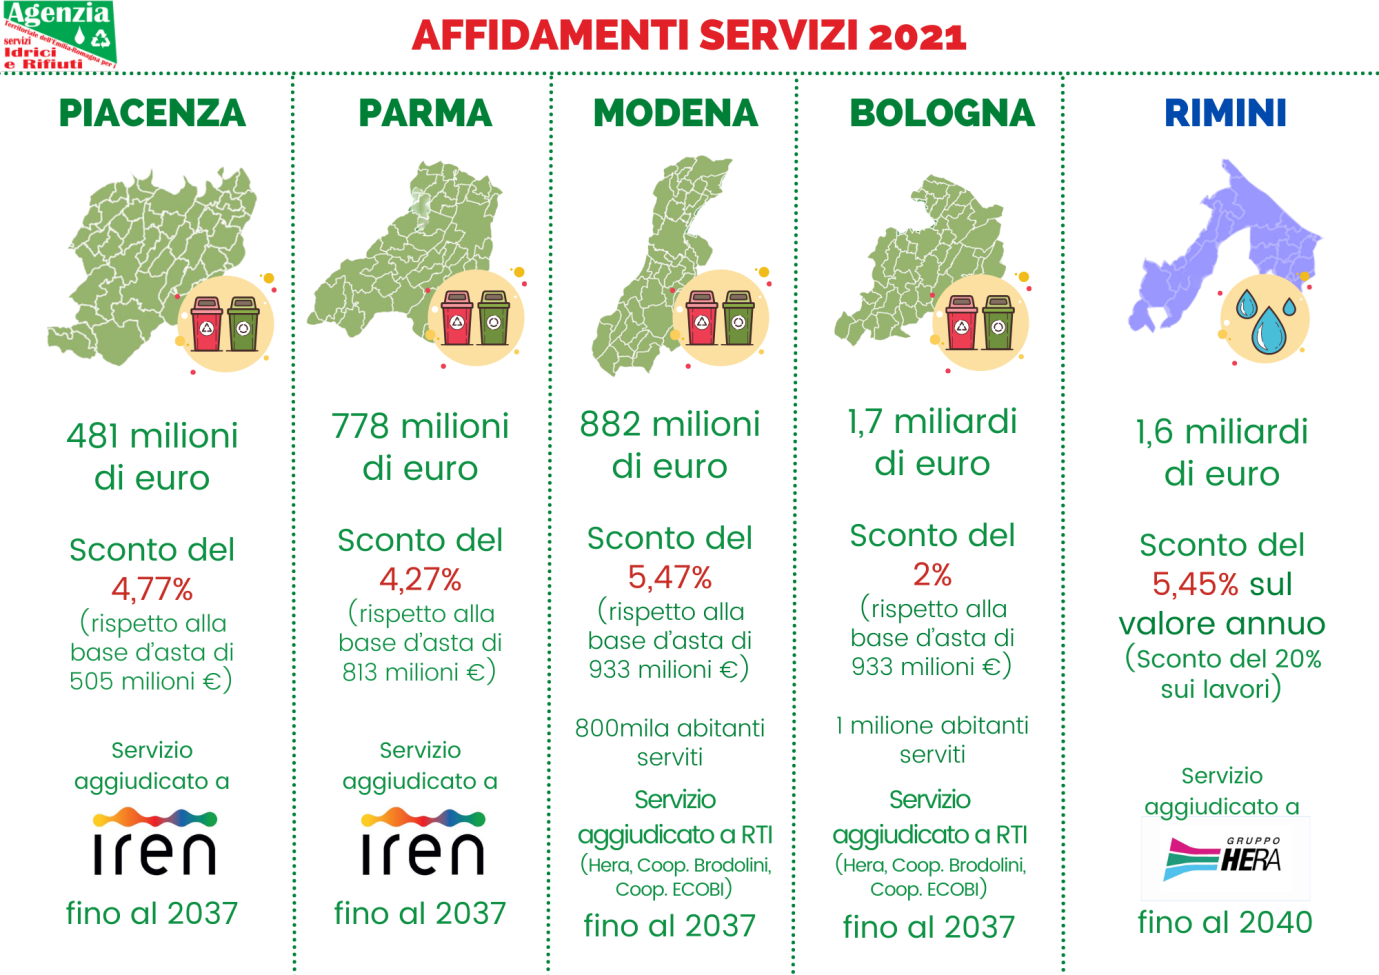 Agenzia
Territoriale dell'Emilia-Romagna per i
servizi
Idrici
e Rifiuti
AFFIDAMENTI SERVIZI 2021
PIACENZA
481 milioni
di euro
Sconto del
4,77%
(rispetto alla
base d'asta di
505 milioni €)
Servizio
aggiudicato a
iren
fino al 2037
PARMA
778 milioni
di euro
Sconto del
4,27%
(rispetto alla
base d'asta di
813 milioni €)
Servizio
aggiudicato a
iren
fino al 2037
MODENA
882 milioni
di euro
Sconto del
5,47%
(rispetto alla
base d'asta di
933 milioni €)
800mila abitanti
serviti
Servizio
aggiudicato a RTI
(Hera, Coop. Brodolini,
Coop. ECOBI)
fino al 2037
BOLOGNA
1,7 miliardi
di euro
Sconto del
2%
(rispetto alla
base d'asta di
933 milioni €)
1 milione abitanti
serviti
Servizio
aggiudicato a RTI
(Hera, Coop. Brodolini,
Coop. ECOBI)
fino al 2037
RIMINI
1,6 miliardi
di euro
Sconto del
5,45% sul
valore annuo
(Sconto del 20%
sui lavori)
Servizio
aggiudicato a
GRUPPO
HERA
fino al 2040